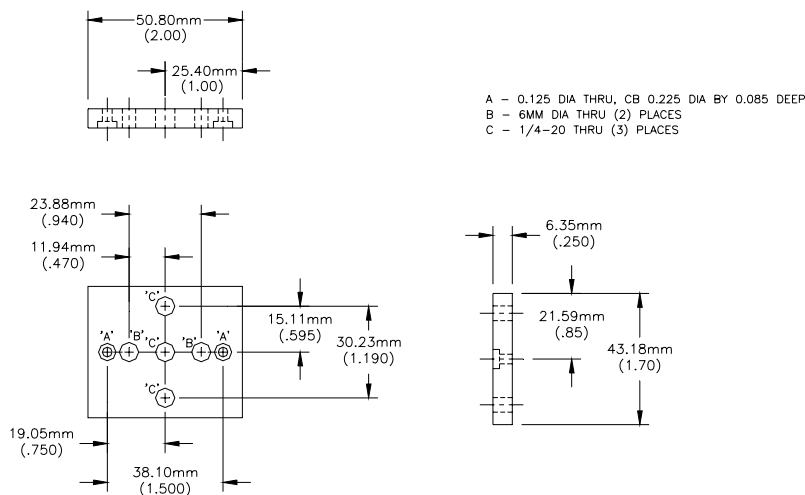 50.80mm
(2.00)
25.40mm
(1.00)
A - 0.125 DIA THRU, CB 0.225 DIA BY 0.085 DEEP
B - 6MM DIA THRU (2) PLACES
C - 1/4-20 THRU (3) PLACES
23.88mm
(.940)
11.94mm
(.470)
'C'
'A' 'B' 'C' 'B' 'A'
'C'
15.11mm
(.595)
30.23mm
(1.190)
19.05mm
(.750)
38.10mm
(1.500)
6.35mm
(.250)
21.59mm
(.85)
43.18mm
(1.70)